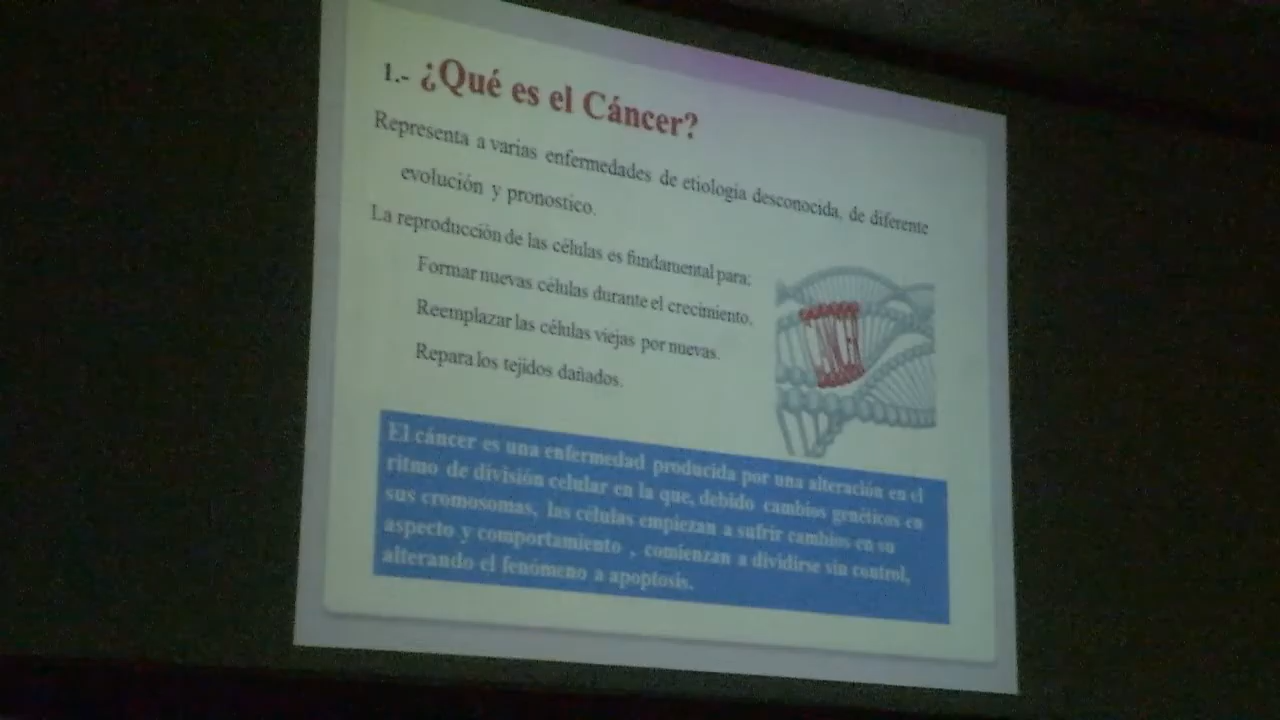 1.- ¿Qué es el Cáncer?
Representa a varias enfermedades de etiologia desconocida, de diferente
evolución y pronostico.
La reproducción de las células es fundamental para:
Formar nuevas células durante el crecimiento.
Reemplazar las células viejas por nuevas.
Repara los tejidos dañados.
El cáncer es una enfermedad producida por una alteración en el
ritmo de división celular en la que, debido cambios genéticos en
sus cromosomas, las células empiezan a sufrir cambios en su
aspecto y comportamiento , comienzan a dividirse sin control,
alterando el fenómeno a apoptosis.